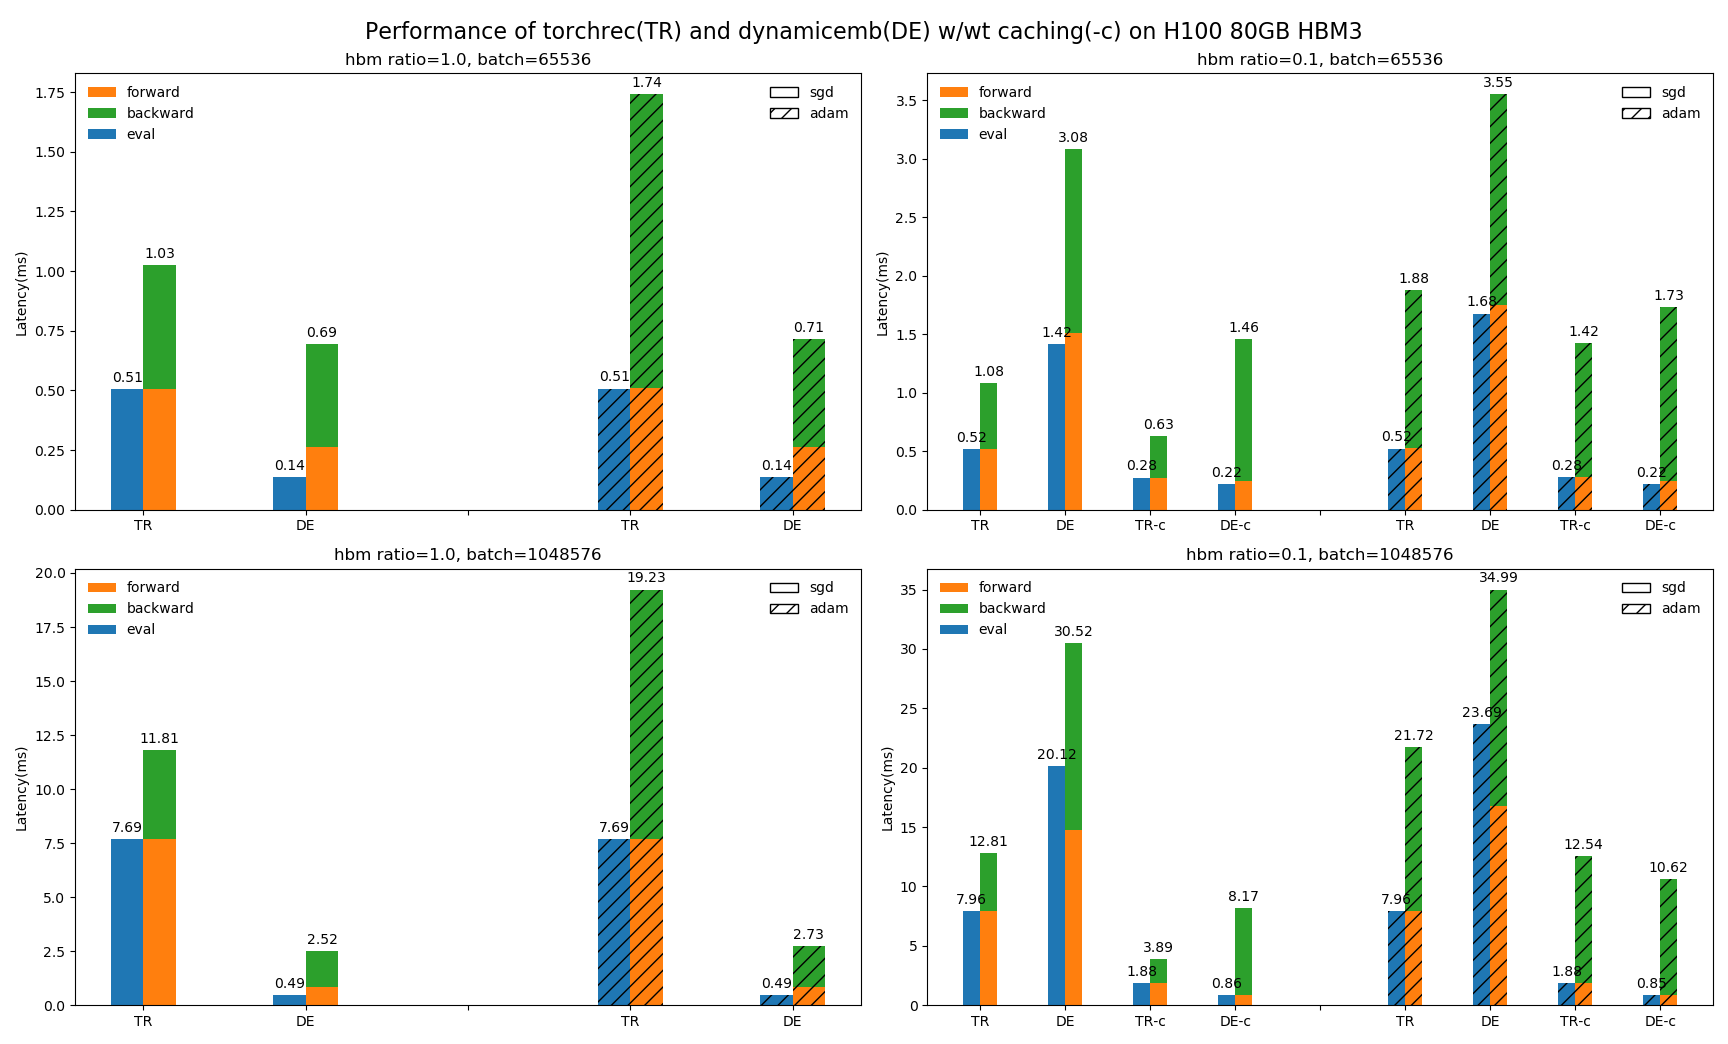 Performance of torchrec(TR) and dynamicemb(DE) w/wt caching(-c) on H100 80GB HBM3
hbm ratio=1.0, batch=65536
forward
backward
eval
sgd
adam
Latency(ms)
1.75
1.50
1.25
1.00
0.75
0.50
0.25
0.00
0.51
1.03
0.14
0.69
0.51
1.74
0.14
0.71
TR
DE
TR
DE
hbm ratio=0.1, batch=65536
forward
backward
eval
sgd
adam
Latency(ms)
3.5
3.0
2.5
2.0
1.5
1.0
0.5
0.0
0.52
1.08
1.42
3.08
0.28
0.63
0.22
1.46
0.52
1.88
1.68
3.55
0.28
1.42
0.22
1.73
TR
DE
TR-c
DE-c
TR
DE
TR-c
DE-c
hbm ratio=1.0, batch=1048576
forward
backward
eval
sgd
adam
Latency(ms)
20.0
17.5
15.0
12.5
10.0
7.5
5.0
2.5
0.0
7.69
11.81
0.49
2.52
7.69
19.23
0.49
2.73
TR
DE
TR
DE
hbm ratio=0.1, batch=1048576
forward
backward
eval
sgd
adam
Latency(ms)
35
30
25
20
15
10
5
0
7.96
12.81
20.12
30.52
1.88
3.89
0.86
8.17
7.96
21.72
23.69
34.99
1.88
12.54
0.85
10.62
TR
DE
TR-c
DE-c
TR
DE
TR-c
DE-c